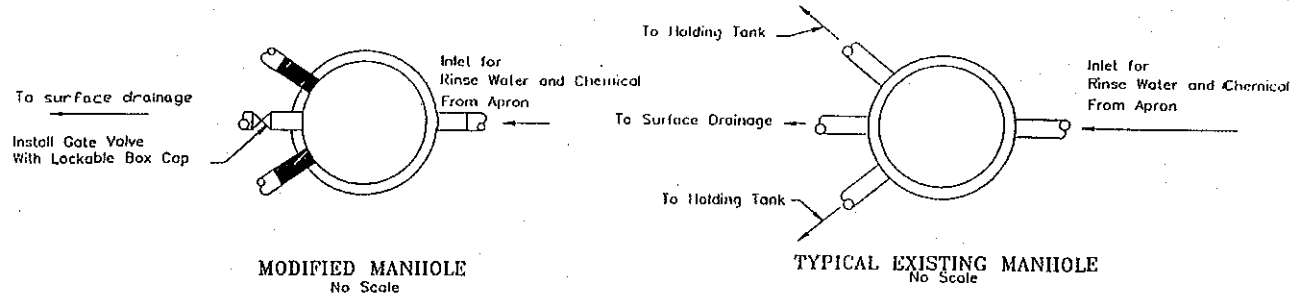 To surface drainage
Install Gate Valve
With Lockable Box Cap
Inlet for
Rinse Water and Chemical
From Apron
MODIFIED MANHOLE
No Scale
To Holding Tank
To Surface Drainage
To Holding Tank
Inlet for
Rinse Water and Chemical
From Apron
TYPICAL EXISTING MANHOLE
No Scale